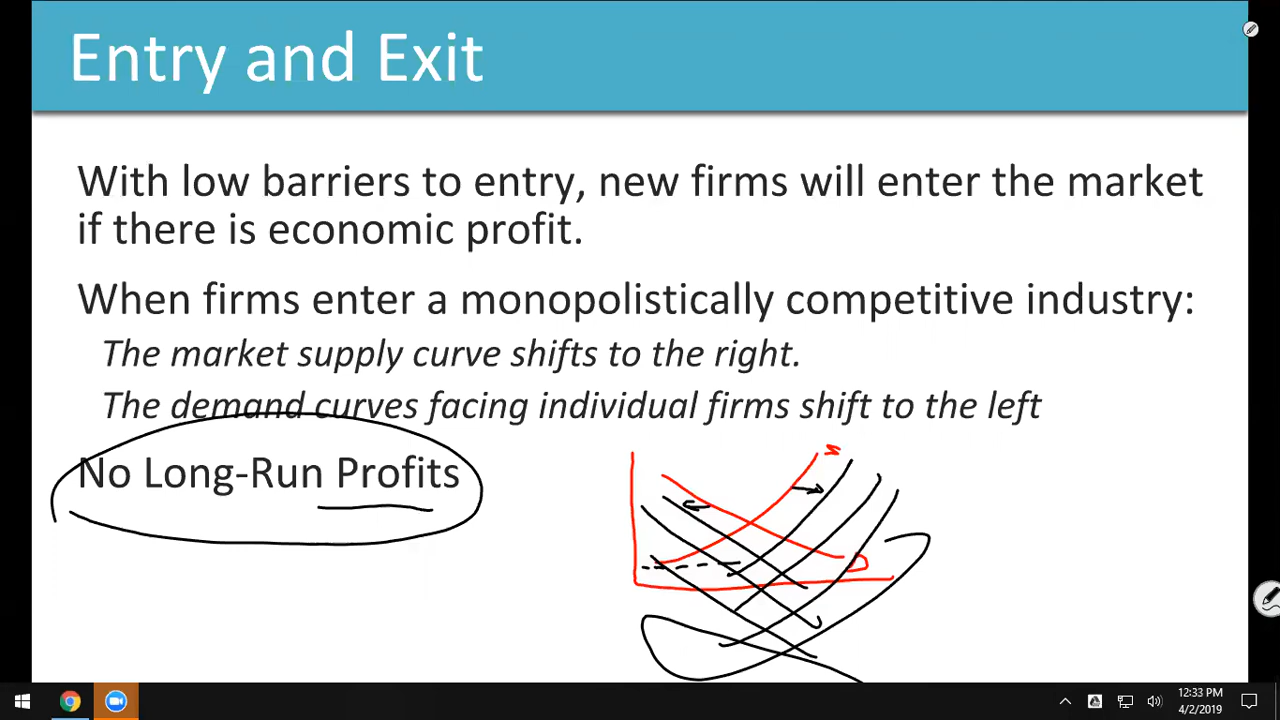 Entry and Exit
With low barriers to entry, new firms will enter the market
if there is economic profit.
When firms enter a monopolistically competitive industry:
The market supply curve shifts to the right.
The demand curves facing individual firms shift to the left
No Long-Run Profits
12:33 PM
4/2/2019